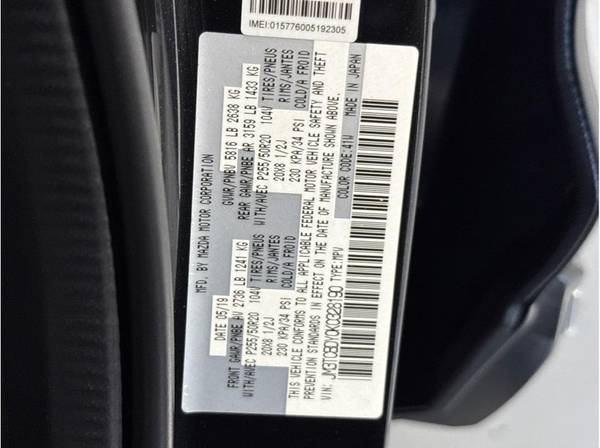 IMEI:015776005192305
MFD. BY MAZDA MOTOR CORPORATION
DATE 05/19 GVWR/PNBV 5816 LB 2638 KG
FRONT GAWR/PNBE AV 2736 LB 1241 KG REAR GAWR/PNBE AR 3159 LB 1433 KG
WITH/AVEC P255/50R20 104V TIRES/PNEUS WITH/AVEC P255/50R20 104V TIRES/PNEUS
20X8 1/2J RIMS/JANTES 20X8 1/2J RIMS/JANTES
230 KPA/34 PSI COLD/A FROID 230 KPA/34 PSI COLD/A FROID
THIS VEHICLE CONFORMS TO ALL APPLICABLE FEDERAL MOTOR VEHICLE SAFETY AND THEFT
PREVENTION STANDARDS IN EFFECT ON THE DATE OF MANUFACTURE SHOWN ABOVE.
VIN: JM3TCBDY0K0328190 TYPE:MPV
COLOR CODE:41W MADE IN JAPAN